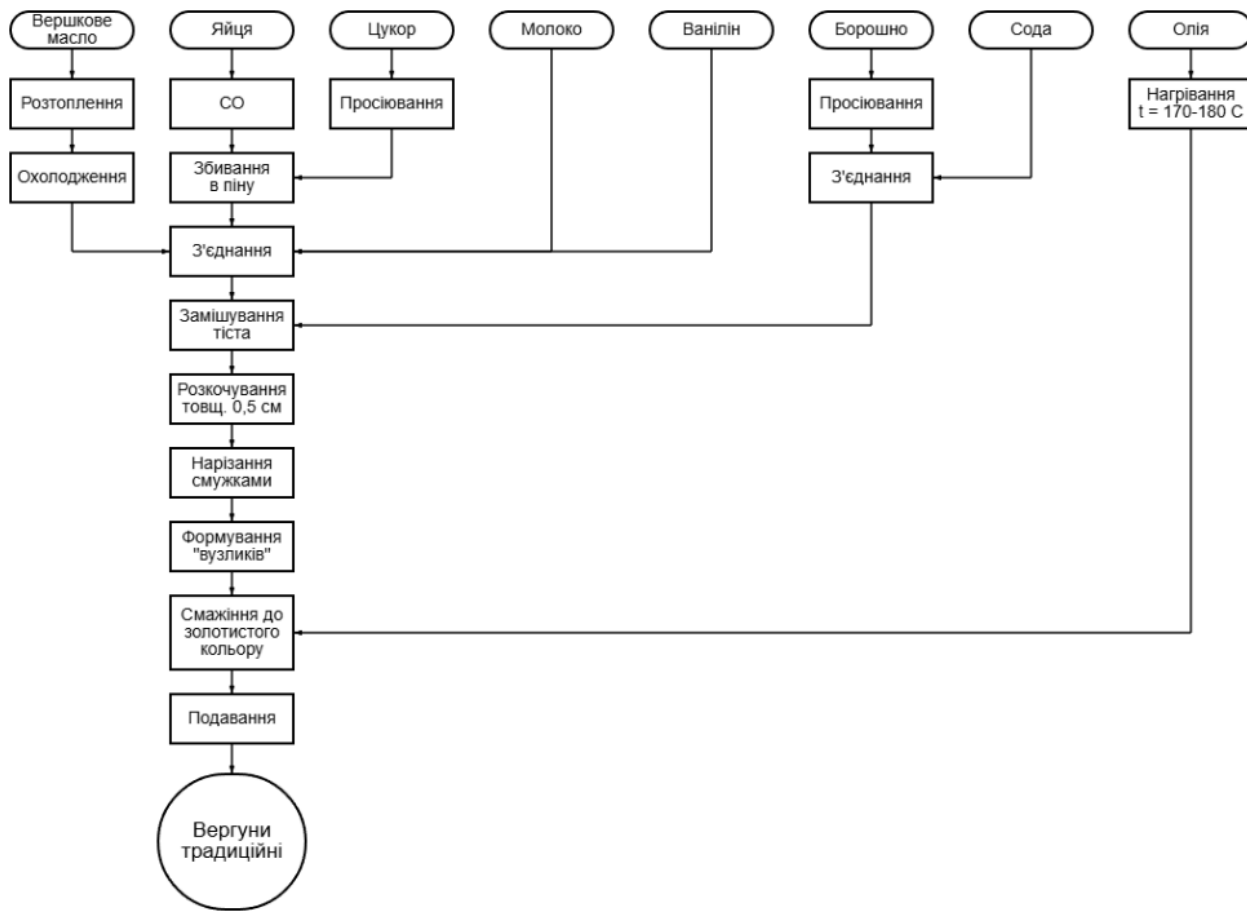 Вершкове
масло
Яйця
Цукор
Молоко
Ванілін
Борошно
Сода
Олія
Розтоплення
СО
Просіювання
Просіювання
Нагрівання
t = 170-180 С
Охолодження
Збивання
в піну
З'єднання
З'єднання
Замішування
тіста
Розкочування
товщ. 0,5 см
Нарізання
смужками
Формування
"вузликів"
Смажіння до
золотистого
кольору
Подавання
Вергуни
традиційні